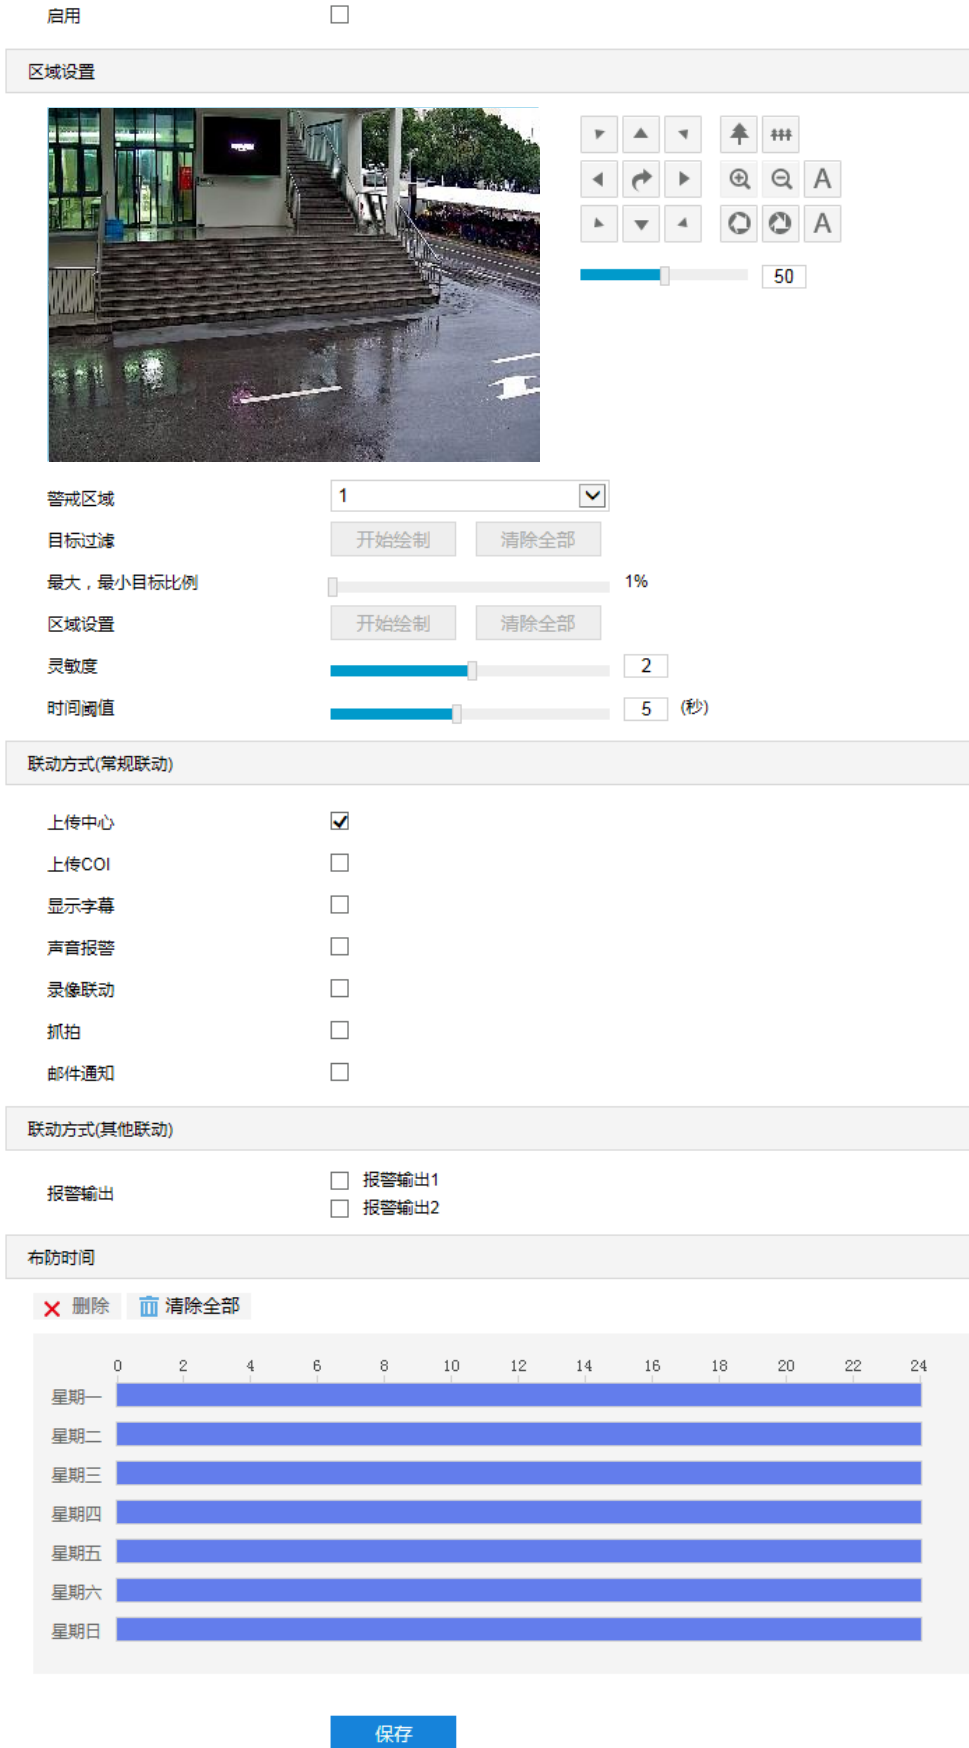 启用
区域设置
A
A
50
警戒区域 1
目标过滤 开始绘制 清除全部
最大，最小目标比例 1%
区域设置 开始绘制 清除全部
灵敏度 2
时间阈值 5 (秒)
联动方式(常规联动)
上传中心
上传COI
显示字幕
声音报警
录像联动
抓拍
邮件通知
联动方式(其他联动)
报警输出 报警输出1
报警输出2
布防时间
删除 清除全部
0 2 4 6 8 10 12 14 16 18 20 22 24
星期一
星期二
星期三
星期四
星期五
星期六
星期日
保存